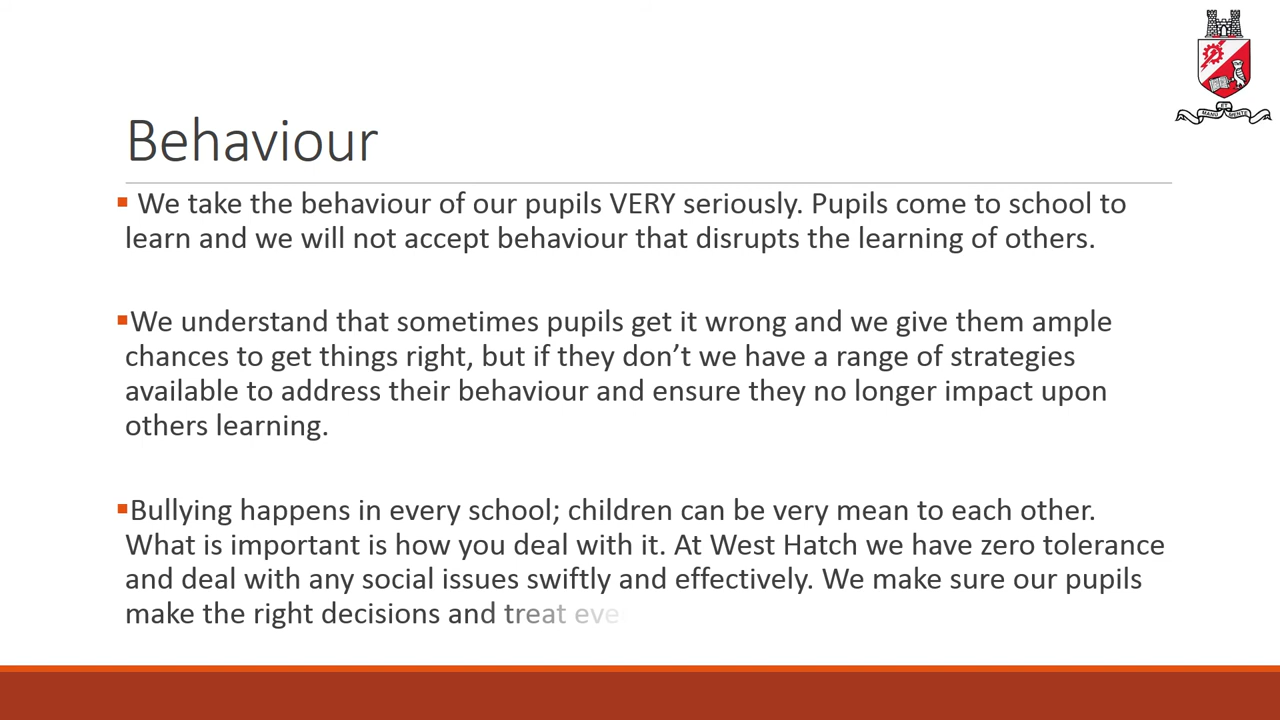 Behaviour
We take the behaviour of our pupils VERY seriously. Pupils come to school to
learn and we will not accept behaviour that disrupts the learning of others.
We understand that sometimes pupils get it wrong and we give them ample
chances to get things right, but if they don’t we have a range of strategies
available to address their behaviour and ensure they no longer impact upon
others learning.
Bullying happens in every school; children can be very mean to each other.
What is important is how you deal with it. At West Hatch we have zero tolerance
and deal with any social issues swiftly and effectively. We make sure our pupils
make the right decisions and treat eve